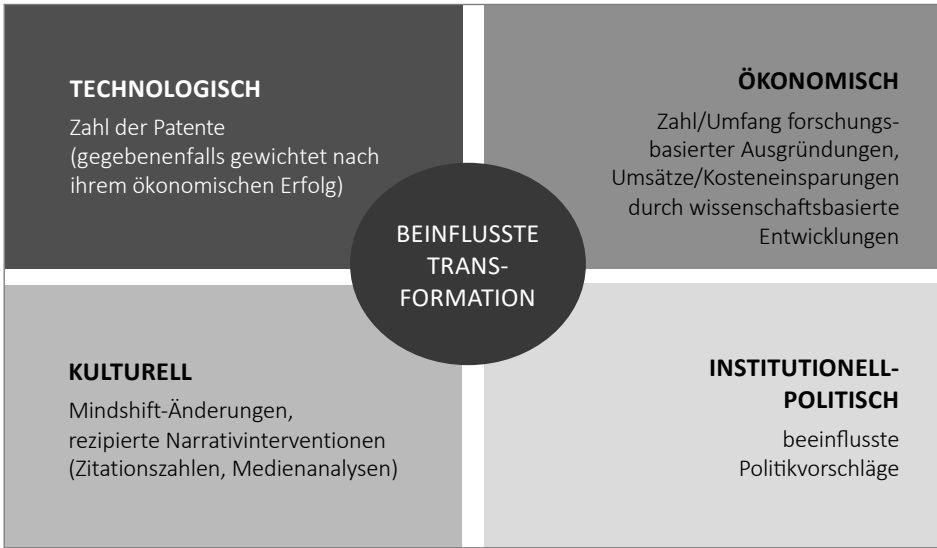 TECHNOLOGISCH
Zahl der Patente
(gegebenenfalls gewichtet nach
ihrem ökonomischen Erfolg)
ÖKONOMISCH
Zahl/Umfang forschungs-
basierter Ausgründungen,
Umsätze/Kosteneinsparungen
durch wissenschaftsbasierte
Entwicklungen
BEINFLUSSTE
TRANS-
FORMATION
KULTURELL
Mindshift-Änderungen,
rezipierte Narrativinterventionen
(Zitationszahlen, Medienanalysen)
INSTITUTIONELL-
POLITISCH
beeinflusste
Politikvorschläge